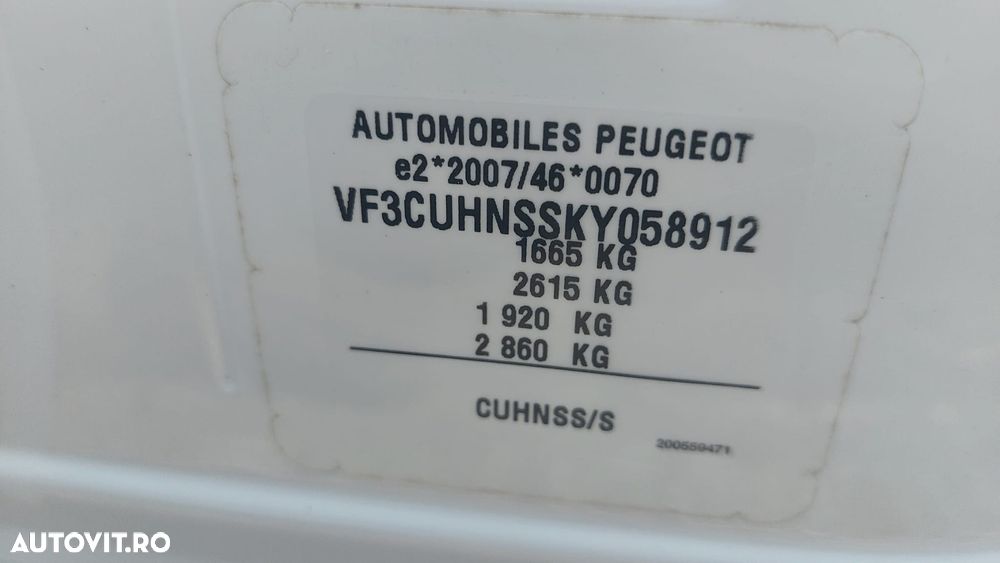 AUTOMOBILES PEUGEOT
e2*2007/46*0070
VF3CUHNSSKY058912
1665 KG
2615 KG
1 920 KG
2 860 KG
CUHNSS/S
200559471
AUTOVIT.RO